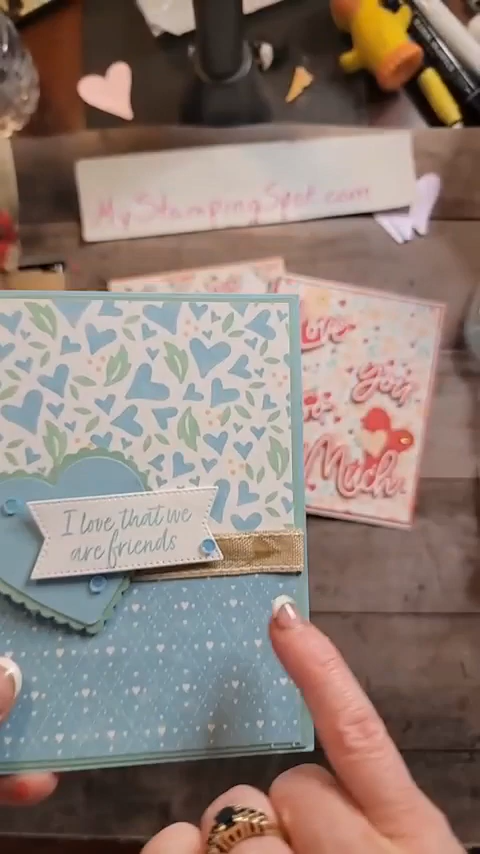 MyStampingSpot.com
Love
You
Much
I love that we
are friends